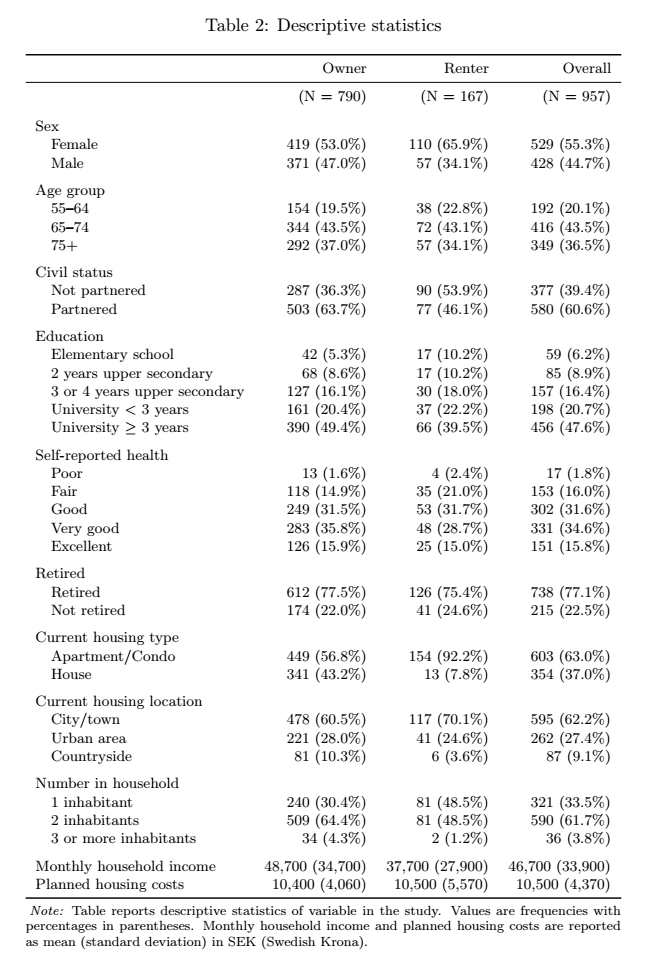 Table 2: Descriptive statistics
Owner Renter Overall
(N = 790) (N = 167) (N = 957)
Sex
Female 419 (53.0%) 110 (65.9%) 529 (55.3%)
Male 371 (47.0%) 57 (34.1%) 428 (44.7%)
Age group
55–64 154 (19.5%) 38 (22.8%) 192 (20.1%)
65–74 344 (43.5%) 72 (43.1%) 416 (43.5%)
75+ 292 (37.0%) 57 (34.1%) 349 (36.5%)
Civil status
Not partnered 287 (36.3%) 90 (53.9%) 377 (39.4%)
Partnered 503 (63.7%) 77 (46.1%) 580 (60.6%)
Education
Elementary school 42 (5.3%) 17 (10.2%) 59 (6.2%)
2 years upper secondary 68 (8.6%) 17 (10.2%) 85 (8.9%)
3 or 4 years upper secondary 127 (16.1%) 30 (18.0%) 157 (16.4%)
University < 3 years 161 (20.4%) 37 (22.2%) 198 (20.7%)
University ≥ 3 years 390 (49.4%) 66 (39.5%) 456 (47.6%)
Self-reported health
Poor 13 (1.6%) 4 (2.4%) 17 (1.8%)
Fair 118 (14.9%) 35 (21.0%) 153 (16.0%)
Good 249 (31.5%) 53 (31.7%) 302 (31.6%)
Very good 283 (35.8%) 48 (28.7%) 331 (34.6%)
Excellent 126 (15.9%) 25 (15.0%) 151 (15.8%)
Retired
Retired 612 (77.5%) 126 (75.4%) 738 (77.1%)
Not retired 174 (22.0%) 41 (24.6%) 215 (22.5%)
Current housing type
Apartment/Condo 449 (56.8%) 154 (92.2%) 603 (63.0%)
House 341 (43.2%) 13 (7.8%) 354 (37.0%)
Current housing location
City/town 478 (60.5%) 117 (70.1%) 595 (62.2%)
Urban area 221 (28.0%) 41 (24.6%) 262 (27.4%)
Countryside 81 (10.3%) 6 (3.6%) 87 (9.1%)
Number in household
1 inhabitant 240 (30.4%) 81 (48.5%) 321 (33.5%)
2 inhabitants 509 (64.4%) 81 (48.5%) 590 (61.7%)
3 or more inhabitants 34 (4.3%) 2 (1.2%) 36 (3.8%)
Monthly household income 48,700 (34,700) 37,700 (27,900) 46,700 (33,900)
Planned housing costs 10,400 (4,060) 10,500 (5,570) 10,500 (4,370)
Note: Table reports descriptive statistics of variable in the study. Values are frequencies with
percentages in parentheses. Monthly household income and planned housing costs are reported
as mean (standard deviation) in SEK (Swedish Krona).